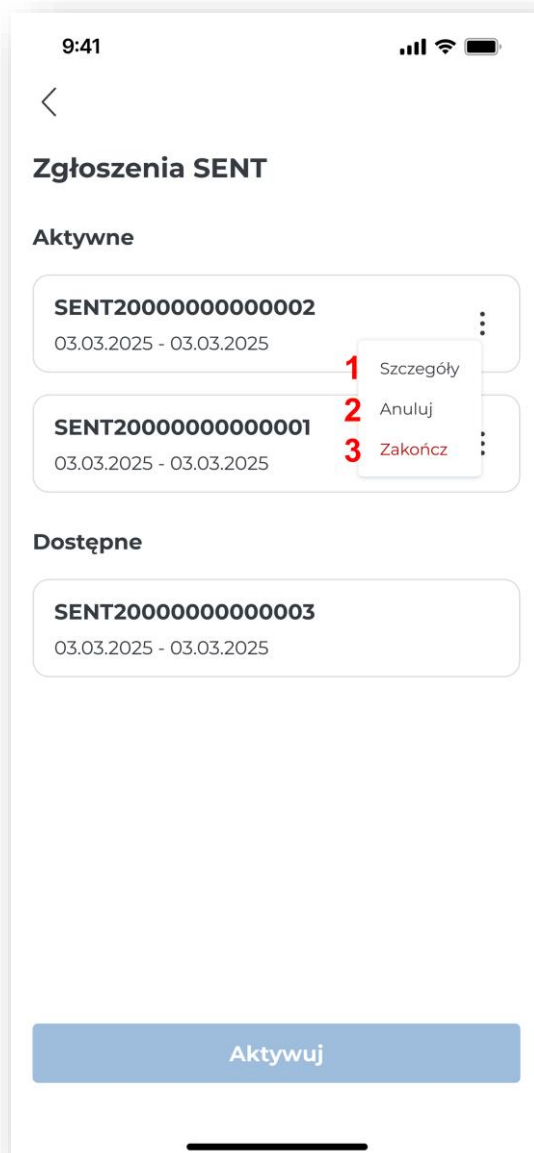 9:41
Zgłoszenia SENT
Aktywne
SENT20000000000002
03.03.2025 - 03.03.2025
1 Szczegóły
2 Anuluj
3 Zakończ
SENT20000000000001
03.03.2025 - 03.03.2025
Dostępne
SENT20000000000003
03.03.2025 - 03.03.2025
Aktywuj